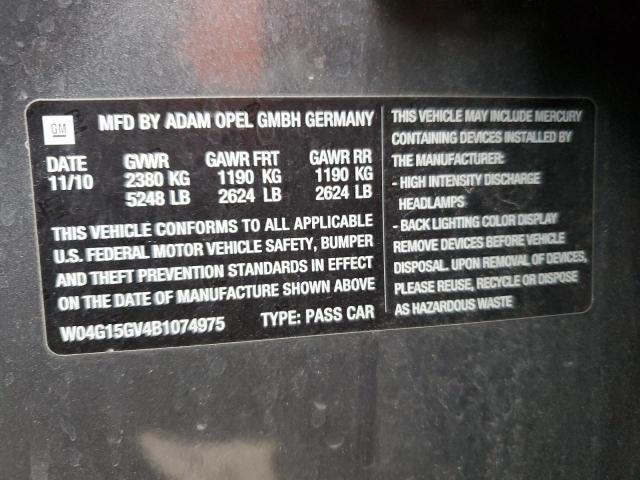 GM
MFD BY ADAM OPEL GMBH GERMANY
DATE GVWR GAWR FRT GAWR RR
11/10 2380 KG 1190 KG 1190 KG
5248 LB 2624 LB 2624 LB
THIS VEHICLE CONFORMS TO ALL APPLICABLE
U.S. FEDERAL MOTOR VEHICLE SAFETY, BUMPER
AND THEFT PREVENTION STANDARDS IN EFFECT
ON THE DATE OF MANUFACTURE SHOWN ABOVE
W04G15GV4B1074975 TYPE: PASS CAR
THIS VEHICLE MAY INCLUDE MERCURY
CONTAINING DEVICES INSTALLED BY
THE MANUFACTURER:
- HIGH INTENSITY DISCHARGE
HEADLAMPS
- BACK LIGHTING COLOR DISPLAY
REMOVE DEVICES BEFORE VEHICLE
DISPOSAL. UPON REMOVAL OF DEVICES,
PLEASE REUSE, RECYCLE OR DISPOSE
AS HAZARDOUS WASTE